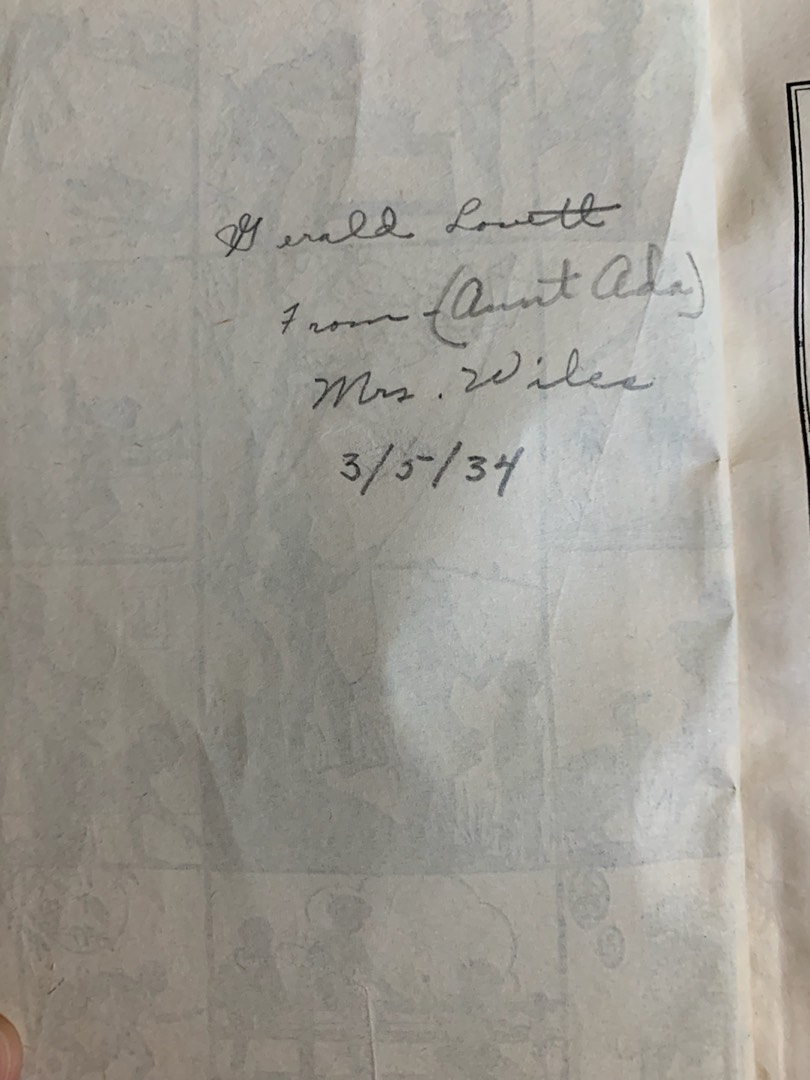 Gerald Lovett
From - (Aunt Ada)
Mrs. Wiles
3/5/34